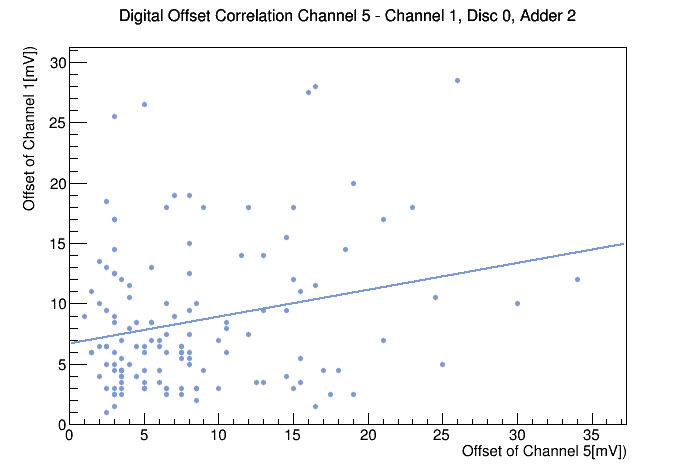 Digital Offset Correlation Channel 5 - Channel 1, Disc 0, Adder 2
Offset of Channel 1[mV])
30
25
20
15
10
5
0
0 5 10 15 20 25 30 35
Offset of Channel 5[mV])